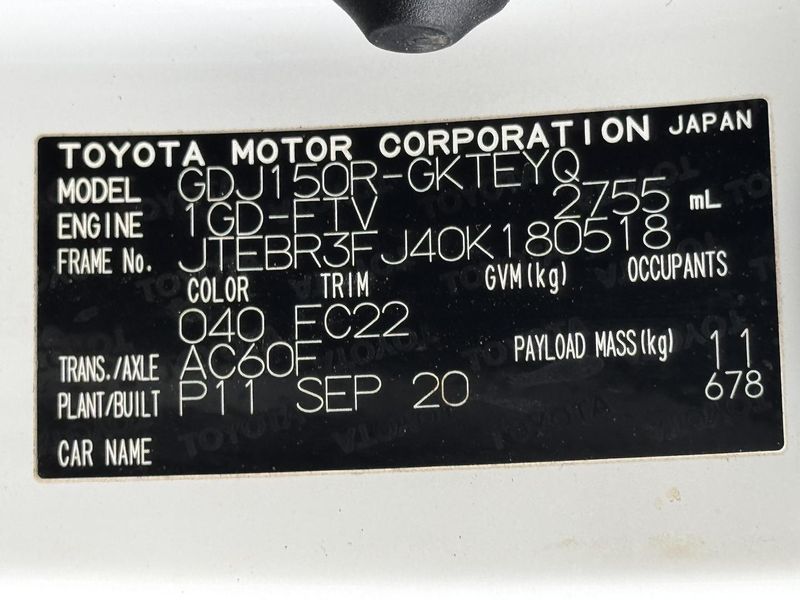 TOYOTA MOTOR CORPORATION JAPAN
MODEL GDJ150R-GKTEYQ
ENGINE 1GD-FTV 2755 mL
FRAME No. JTEBR3FJ40K180518
COLOR TRIM GVM(kg) OCCUPANTS
040 FC22
TRANS./AXLE AC60F PAYLOAD MASS(kg) 11
PLANT/BUILT P11 SEP 20 678
CAR NAME